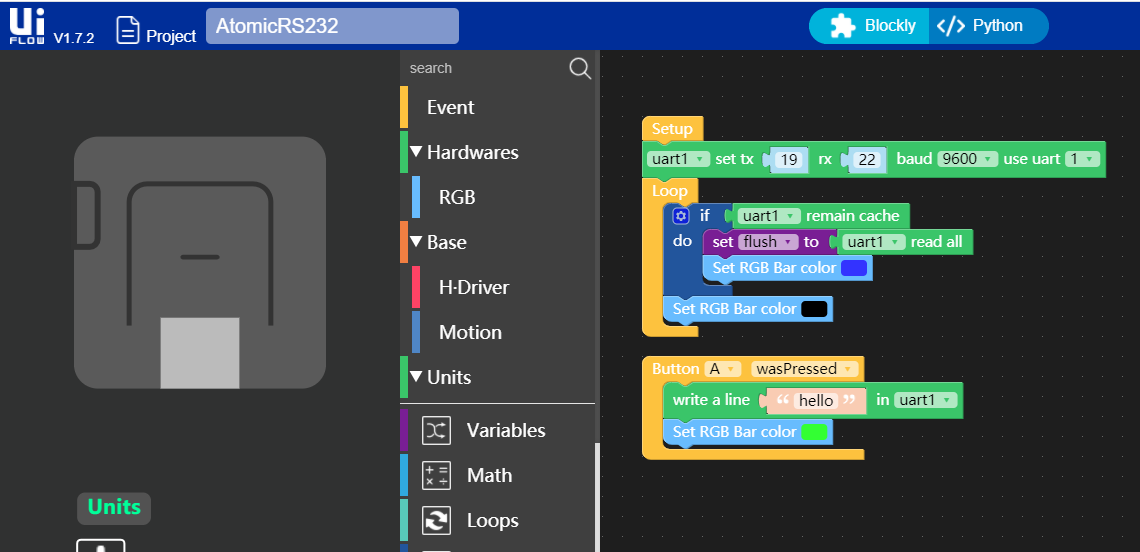 Ui
FLOW
V1.7.2
Project
AtomicRS232
Blockly
</> Python
search
Event
Hardwares
RGB
Base
H·Driver
Motion
Units
Variables
Math
Loops
Units
Setup
uart1 set tx 19 rx 22 baud 9600 use uart 1
Loop
if uart1 remain cache
do set flush to uart1 read all
Set RGB Bar color
Set RGB Bar color
Button A wasPressed
write a line “ hello ” in uart1
Set RGB Bar color